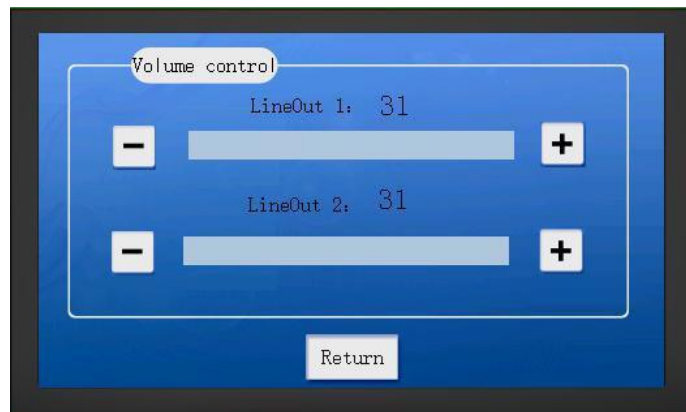 Volume control
LineOut 1: 31
− +
LineOut 2: 31
− +
Return